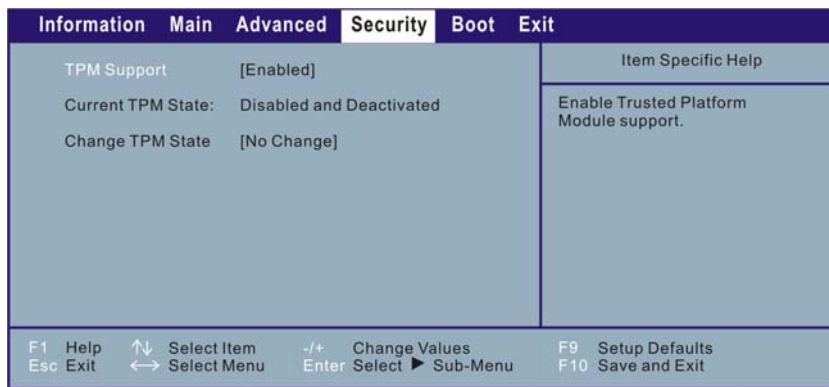 Information Main Advanced Security Boot Exit
TPM Support [Enabled]
Current TPM State: Disabled and Deactivated
Change TPM State [No Change]
Item Specific Help
Enable Trusted Platform
Module support.
F1 Help ↑↓ Select Item -/+ Change Values F9 Setup Defaults
Esc Exit ←→ Select Menu Enter Select ▶ Sub-Menu F10 Save and Exit